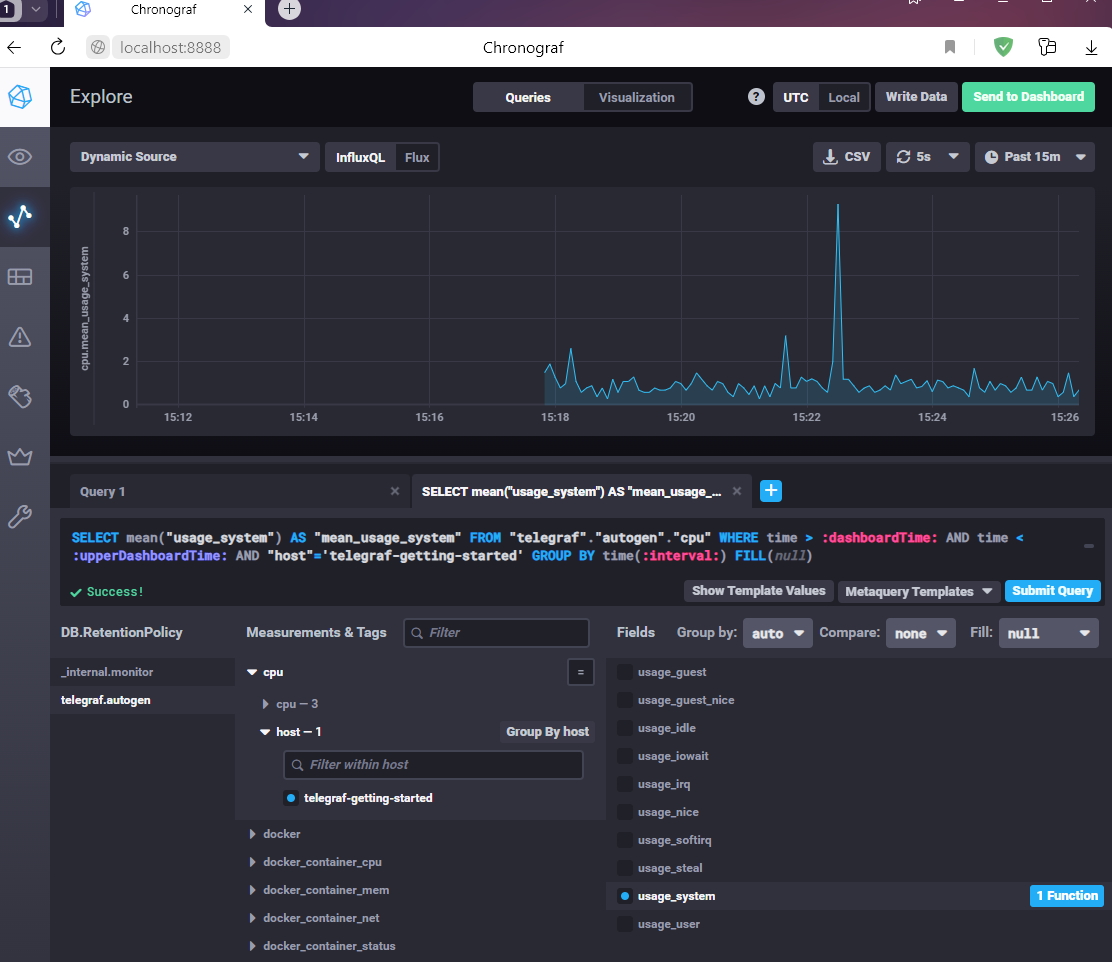 1
Chronograf
localhost:8888
Chronograf
Explore
Queries
Visualization
?
UTC
Local
Write Data
Send to Dashboard
Dynamic Source
InfluxQL
Flux
CSV
5s
Past 15m
cpu.mean_usage_system
8
6
4
2
0
15:12
15:14
15:16
15:18
15:20
15:22
15:24
15:26
Query 1
SELECT mean("usage_system") AS "mean_usage_...
SELECT mean("usage_system") AS "mean_usage_system" FROM "telegraf"."autogen"."cpu" WHERE time > :dashboardTime: AND time <
:upperDashboardTime: AND "host"='telegraf-getting-started' GROUP BY time(:interval:) FILL(null)
Success!
Show Template Values
Metaquery Templates
Submit Query
DB.RetentionPolicy
_internal.monitor
telegraf.autogen
Measurements & Tags
Filter
cpu
=
cpu — 3
host — 1
Group By host
Filter within host
telegraf-getting-started
docker
docker_container_cpu
docker_container_mem
docker_container_net
docker_container_status
Fields
Group by:
auto
Compare:
none
Fill:
null
usage_guest
usage_guest_nice
usage_idle
usage_iowait
usage_irq
usage_nice
usage_softirq
usage_steal
usage_system
1 Function
usage_user